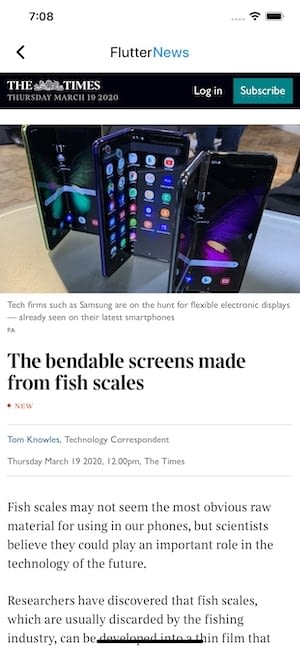 7:08
FlutterNews
THE TIMES
THURSDAY MARCH 19 2020
Log in
Subscribe
Tech firms such as Samsung are on the hunt for flexible electronic displays
— already seen on their latest smartphones
PA
The bendable screens made
from fish scales
• NEW
Tom Knowles, Technology Correspondent
Thursday March 19 2020, 12.00pm, The Times
Fish scales may not seem the most obvious raw
material for using in our phones, but scientists
believe they could play an important role in the
technology of the future.
Researchers have discovered that fish scales,
which are usually discarded by the fishing
industry, can be developed into a thin film that